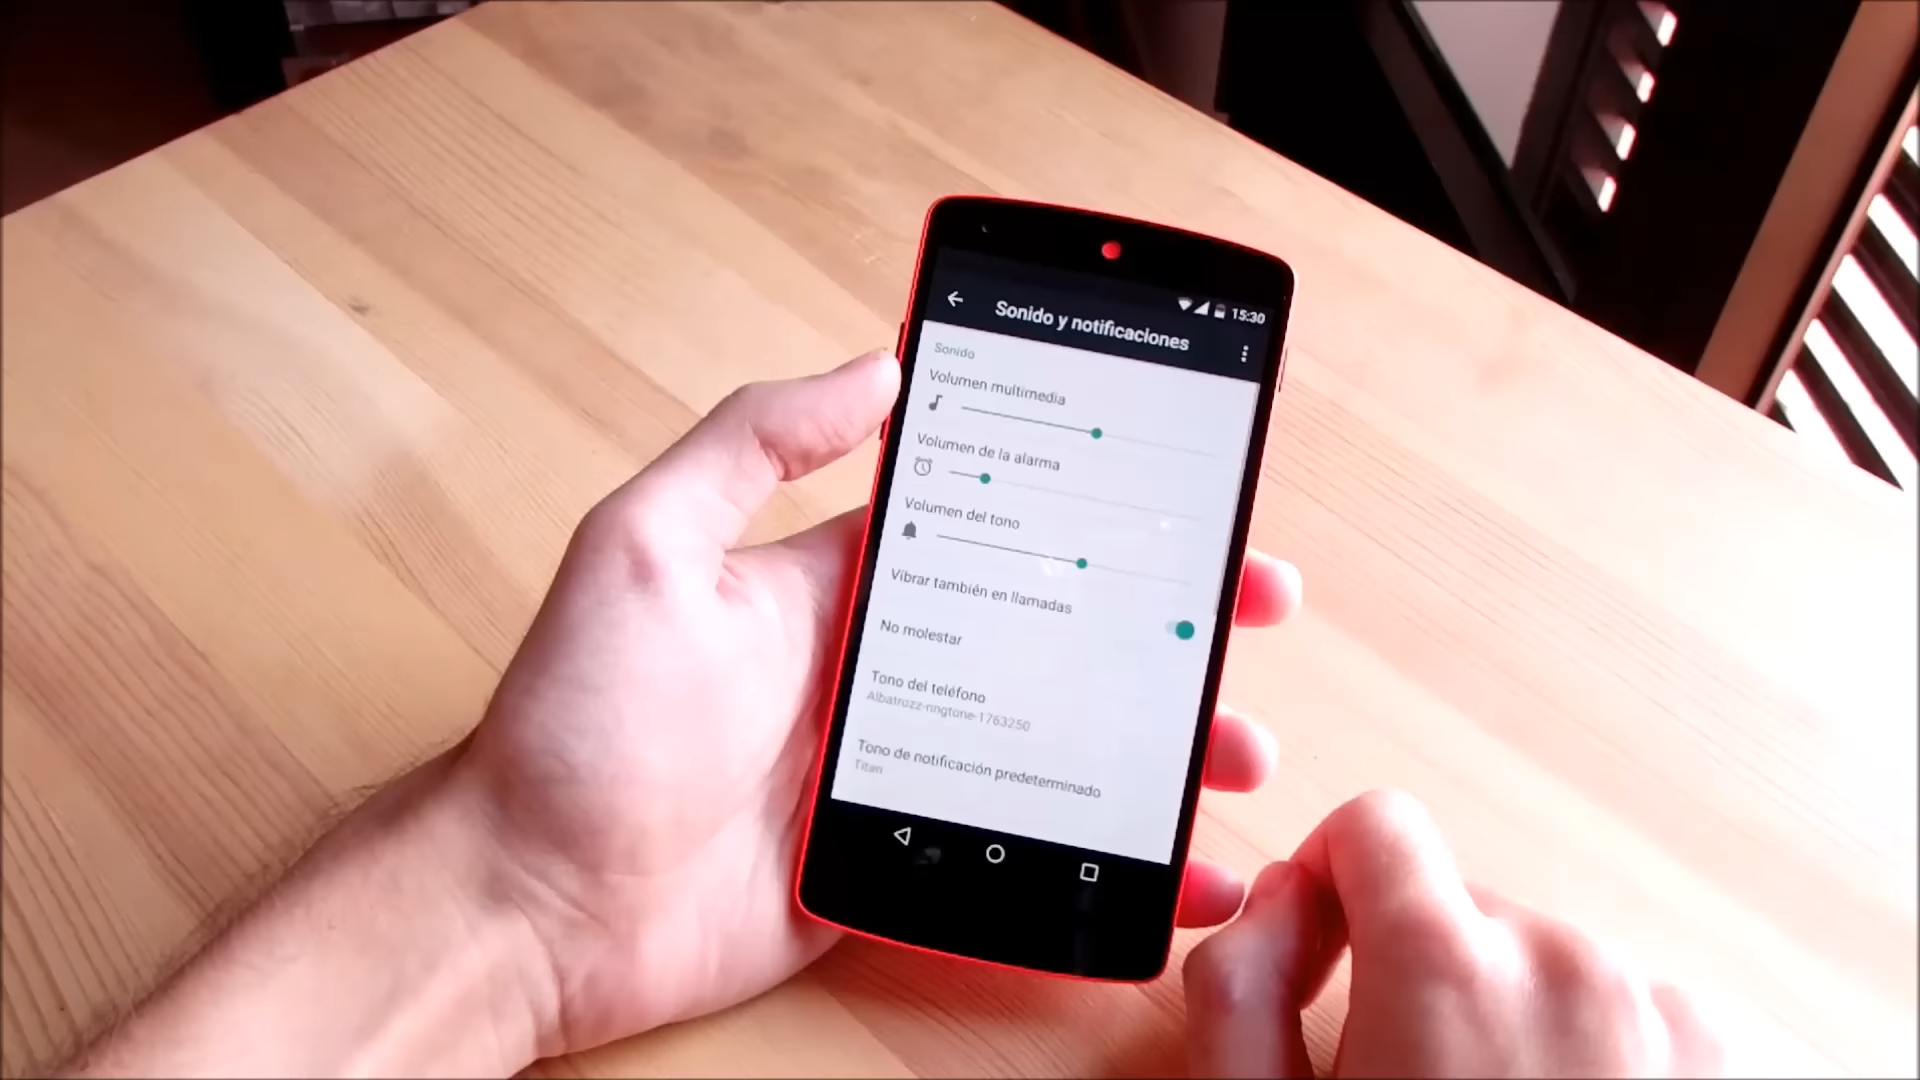 15:30
Sonido y notificaciones
Sonido
Volumen multimedia
Volumen de la alarma
Volumen del tono
Vibrar también en llamadas
No molestar
Tono del teléfono
Albatrozz-ringtone-1763250
Tono de notificación predeterminado
Titan